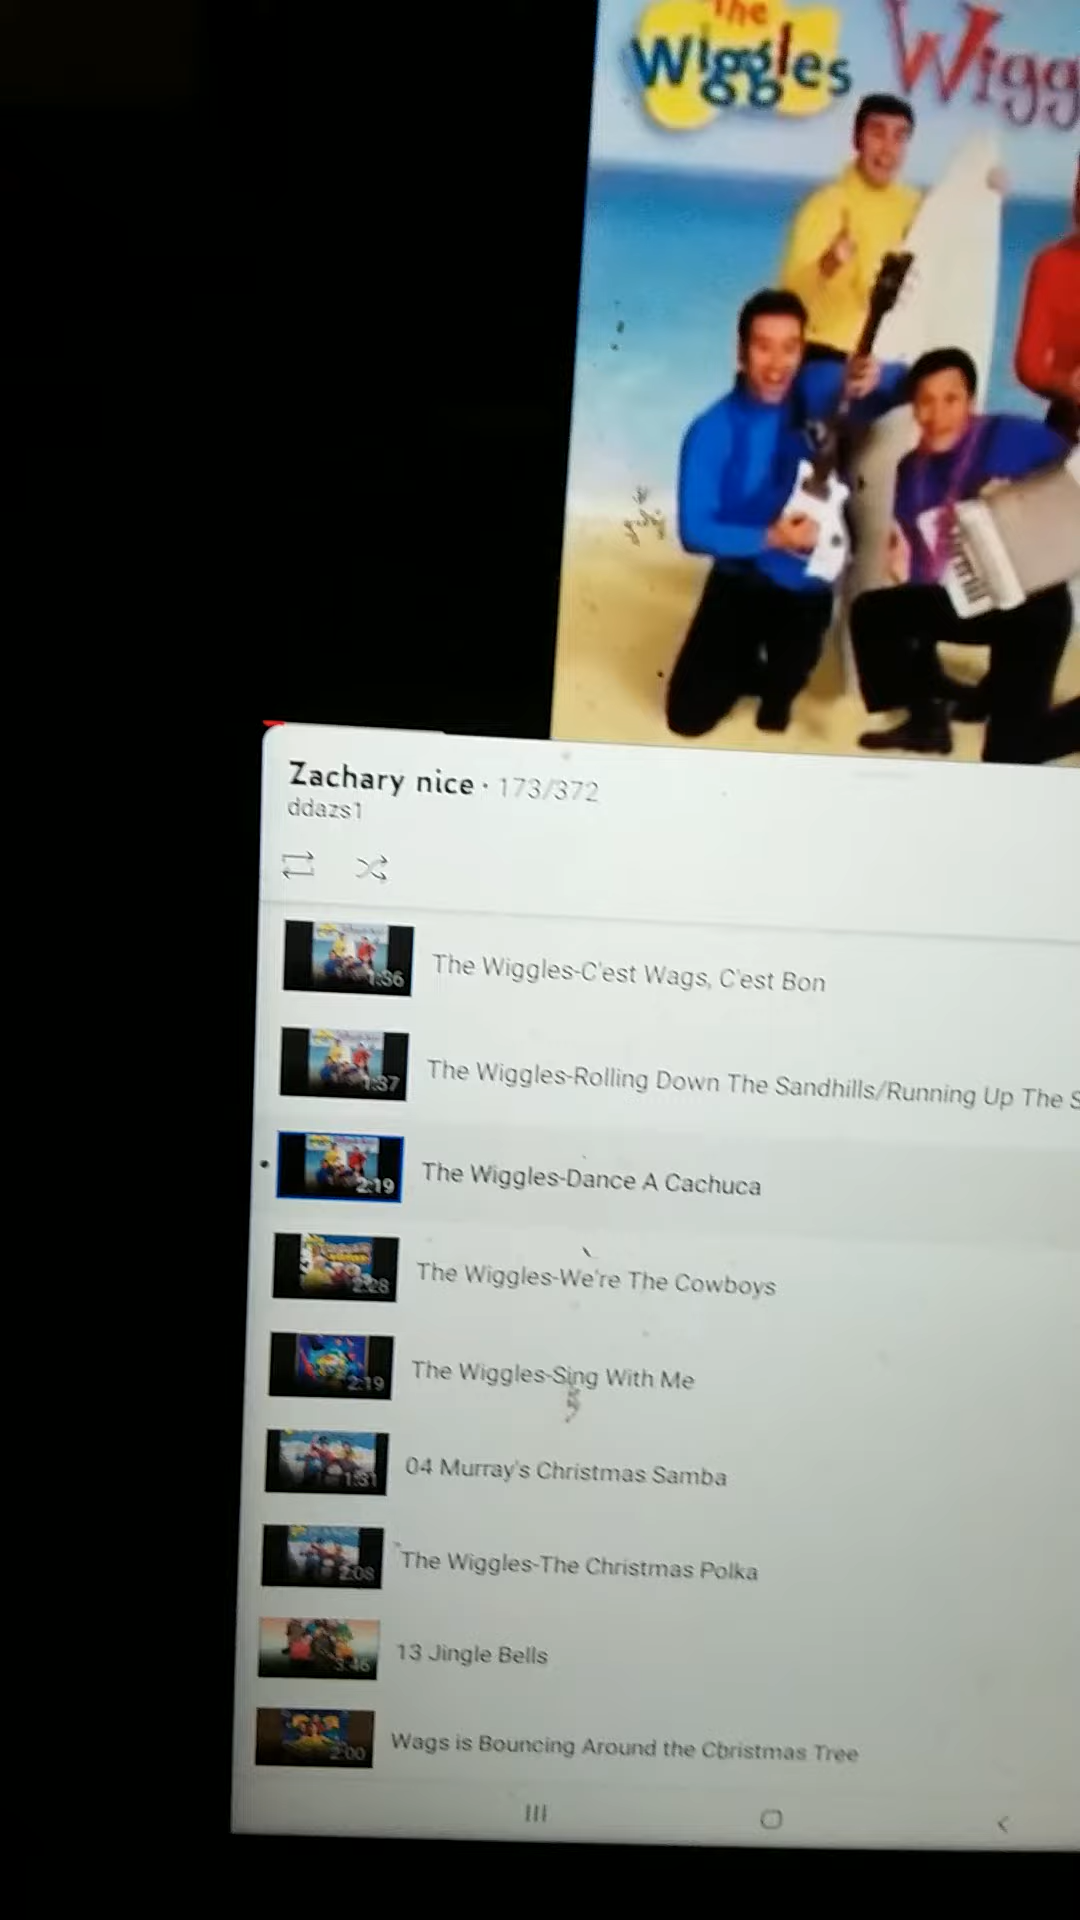 The
Wiggles
Wigg
Zachary nice · 173/372
ddazs1
1:36
The Wiggles-C'est Wags, C'est Bon
1:37
The Wiggles-Rolling Down The Sandhills/Running Up The S
2:19
The Wiggles-Dance A Cachuca
2:28
The Wiggles-We're The Cowboys
2:19
The Wiggles-Sing With Me
1:31
04 Murray's Christmas Samba
2:08
The Wiggles-The Christmas Polka
3:46
13 Jingle Bells
2:00
Wags is Bouncing Around the Christmas Tree